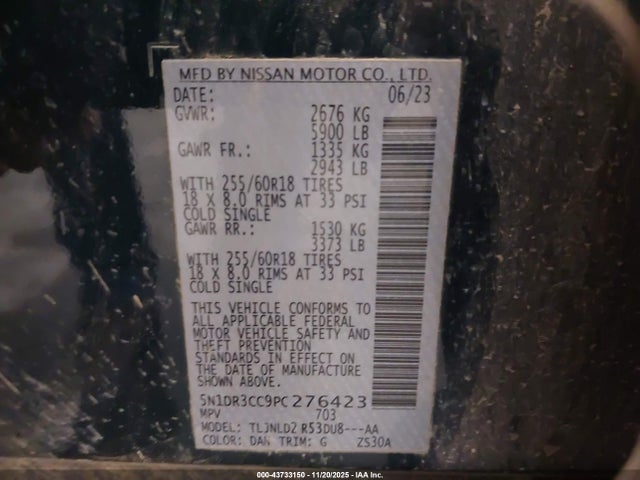 MFD BY NISSAN MOTOR CO., LTD.
DATE: 06/23
GVWR: 2676 KG
5900 LB
GAWR FR.: 1335 KG
2943 LB
WITH 255/60R18 TIRES
18 X 8.0 RIMS AT 33 PSI
COLD SINGLE
GAWR RR.: 1530 KG
3373 LB
WITH 255/60R18 TIRES
18 X 8.0 RIMS AT 33 PSI
COLD SINGLE
THIS VEHICLE CONFORMS TO
ALL APPLICABLE FEDERAL
MOTOR VEHICLE SAFETY AND
THEFT PREVENTION
STANDARDS IN EFFECT ON THE
DATE OF MANUFACTURE
SHOWN ABOVE.
5N1DR3CC9PC276423
MPV 703
MODEL: TLJNLD2 R53DU8---AA
COLOR: DAN TRIM: G ZS30A
000-43733150 - 11/20/2025 - IAA Inc.